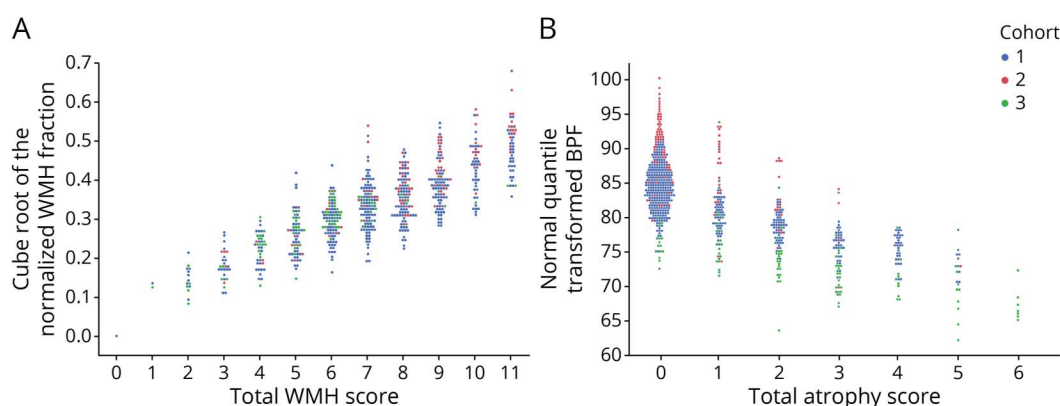 A
Cube root of the
normalized WMH fraction
0.7
0.6
0.5
0.4
0.3
0.2
0.1
0.0
0 1 2 3 4 5 6 7 8 9 10 11
Total WMH score
B
Normal quantile
transformed BPF
100
95
90
85
80
75
70
65
60
0 1 2 3 4 5 6
Total atrophy score
Cohort
1
2
3